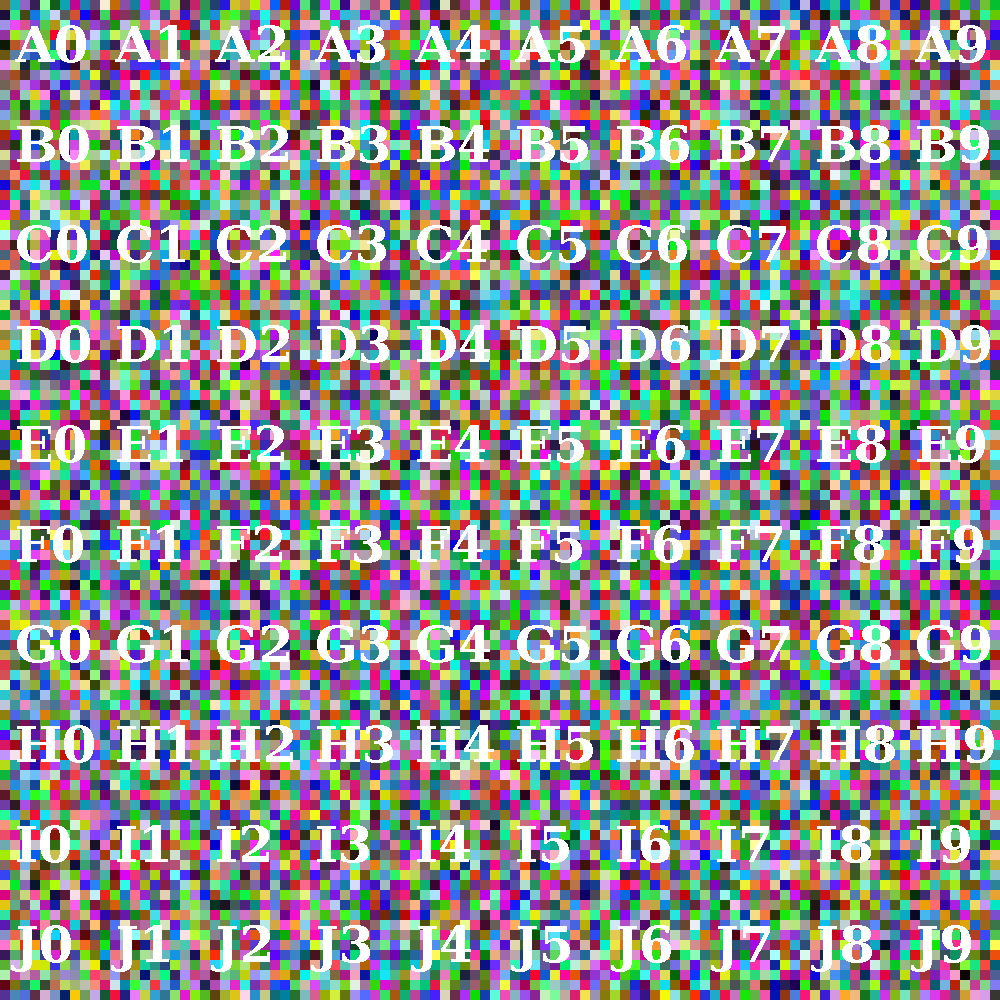 A0 A1 A2 A3 A4 A5 A6 A7 A8 A9
B0 B1 B2 B3 B4 B5 B6 B7 B8 B9
C0 C1 C2 C3 C4 C5 C6 C7 C8 C9
D0 D1 D2 D3 D4 D5 D6 D7 D8 D9
E0 E1 E2 E3 E4 E5 E6 E7 E8 E9
F0 F1 F2 F3 F4 F5 F6 F7 F8 F9
G0 G1 G2 G3 G4 G5 G6 G7 G8 G9
H0 H1 H2 H3 H4 H5 H6 H7 H8 H9
I0 I1 I2 I3 I4 I5 I6 I7 I8 I9
J0 J1 J2 J3 J4 J5 J6 J7 J8 J9